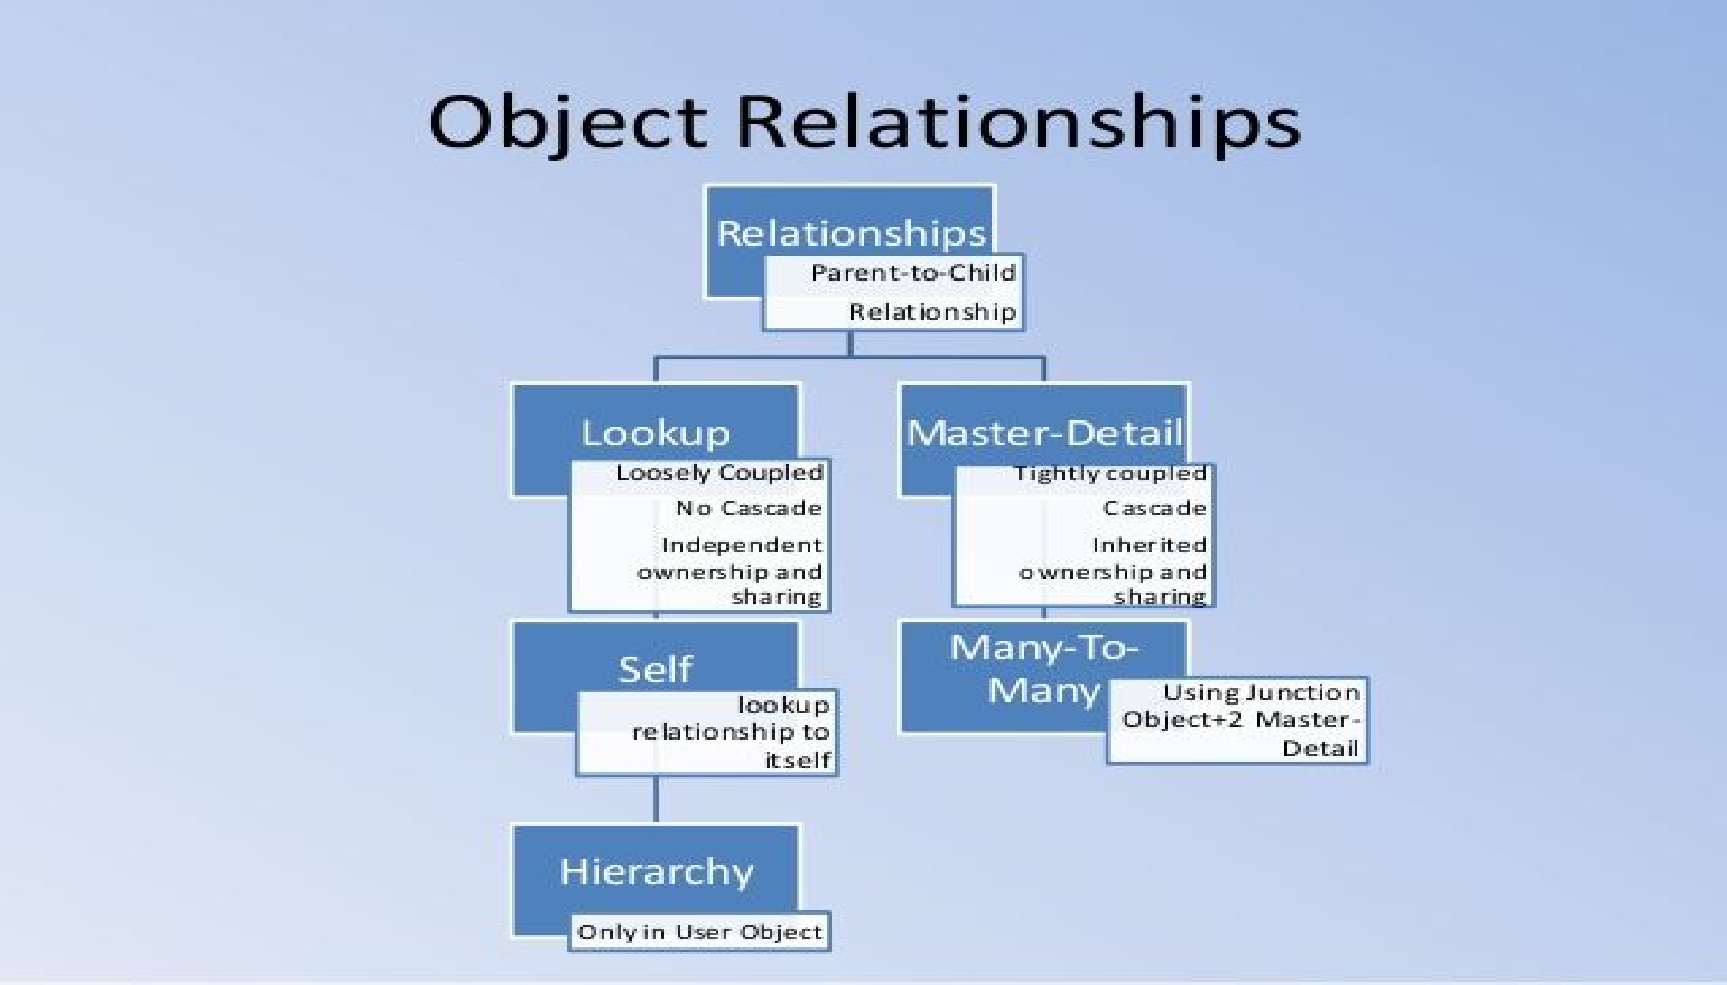 Object Relationships
Relationships
Parent-to-Child
Relationship
Lookup
Loosely Coupled
No Cascade
Independent
ownership and
sharing
Master-Detail
Tightly coupled
Cascade
Inherited
ownership and
sharing
Self
lookup
relationship to
itself
Many-To-
Many
Using Junction
Object+2 Master-
Detail
Hierarchy
Only in User Object